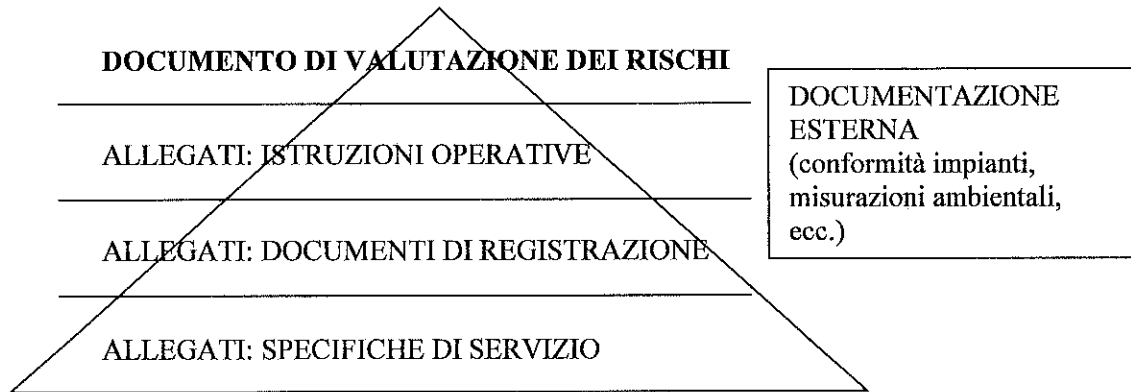 DOCUMENTO DI VALUTAZIONE DEI RISCHI
ALLEGATI: ISTRUZIONI OPERATIVE
ALLEGATI: DOCUMENTI DI REGISTRAZIONE
ALLEGATI: SPECIFICHE DI SERVIZIO
DOCUMENTAZIONE
ESTERNA
(conformità impianti,
misurazioni ambientali,
ecc.)